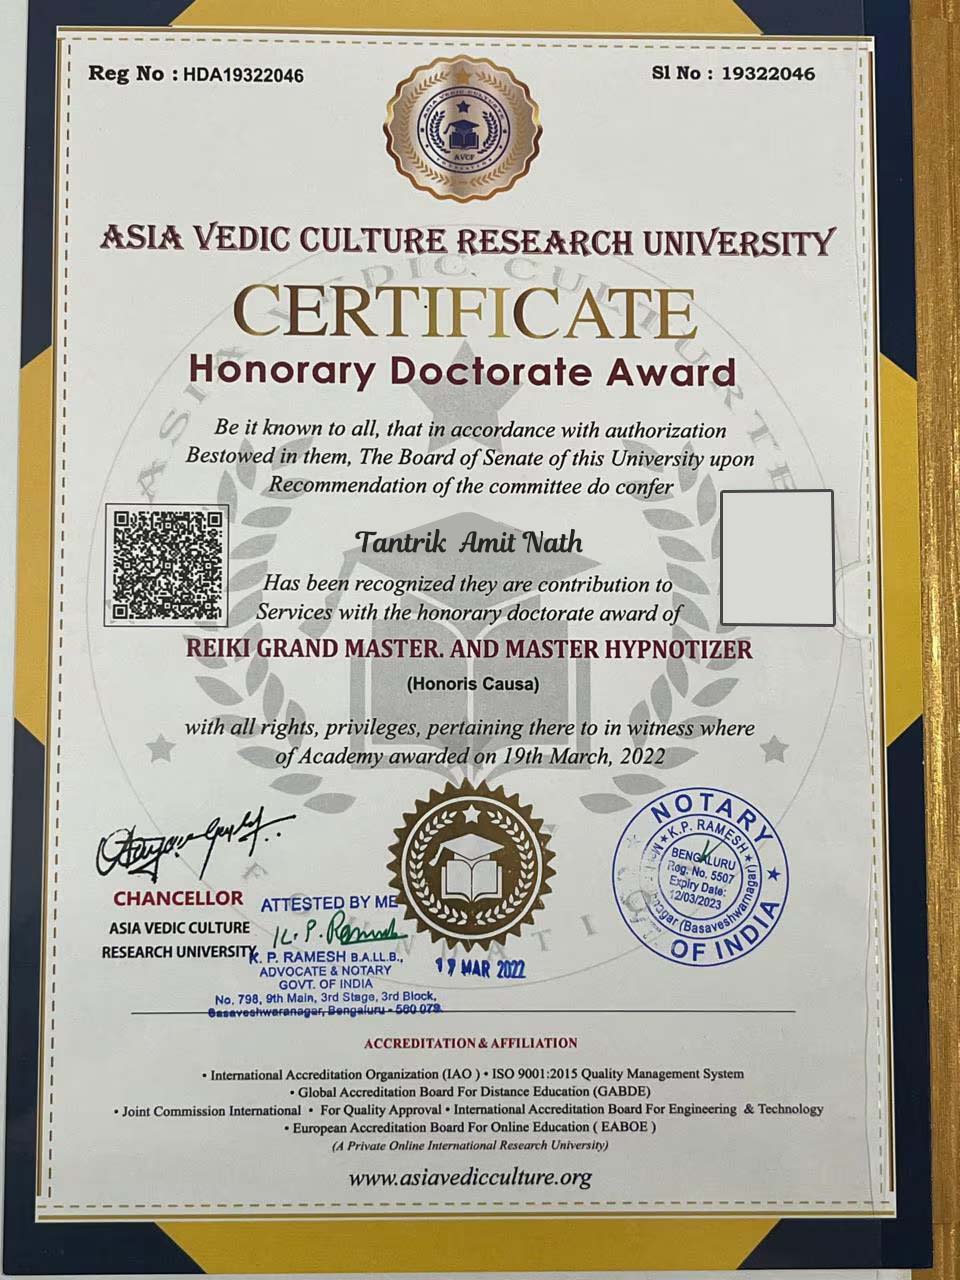 Reg No : HDA19322046
Sl No : 19322046
ASIA VEDIC CULTURE
AVCF
FOUNDATION
ASIA VEDIC CULTURE RESEARCH UNIVERSITY
CERTIFICATE
Honorary Doctorate Award
Be it known to all, that in accordance with authorization
Bestowed in them, The Board of Senate of this University upon
Recommendation of the committee do confer
Tantrik Amit Nath
Has been recognized they are contribution to
Services with the honorary doctorate award of
REIKI GRAND MASTER. AND MASTER HYPNOTIZER
(Honoris Causa)
with all rights, privileges, pertaining there to in witness where
of Academy awarded on 19th March, 2022
CHANCELLOR
ASIA VEDIC CULTURE
RESEARCH UNIVERSITY
ATTESTED BY ME
K. P. Ramesh
K. P. RAMESH B.A.LL.B.,
ADVOCATE & NOTARY
GOVT. OF INDIA
No. 798, 9th Main, 3rd Stage, 3rd Block,
Basaveshwaranagar, Bengaluru - 560 079.
19 MAR 2022
NOTARY
K.P. RAMESH
BENGALURU
Reg. No. 5507
Expiry Date:
12/03/2023
(Basaveshwarnagar)
OF INDIA
ACCREDITATION & AFFILIATION
• International Accreditation Organization (IAO ) • ISO 9001:2015 Quality Management System
• Global Accreditation Board For Distance Education (GABDE)
• Joint Commission International • For Quality Approval • International Accreditation Board For Engineering & Technology
• European Accreditation Board For Online Education ( EABOE )
(A Private Online International Research University)
www.asiavedicculture.org